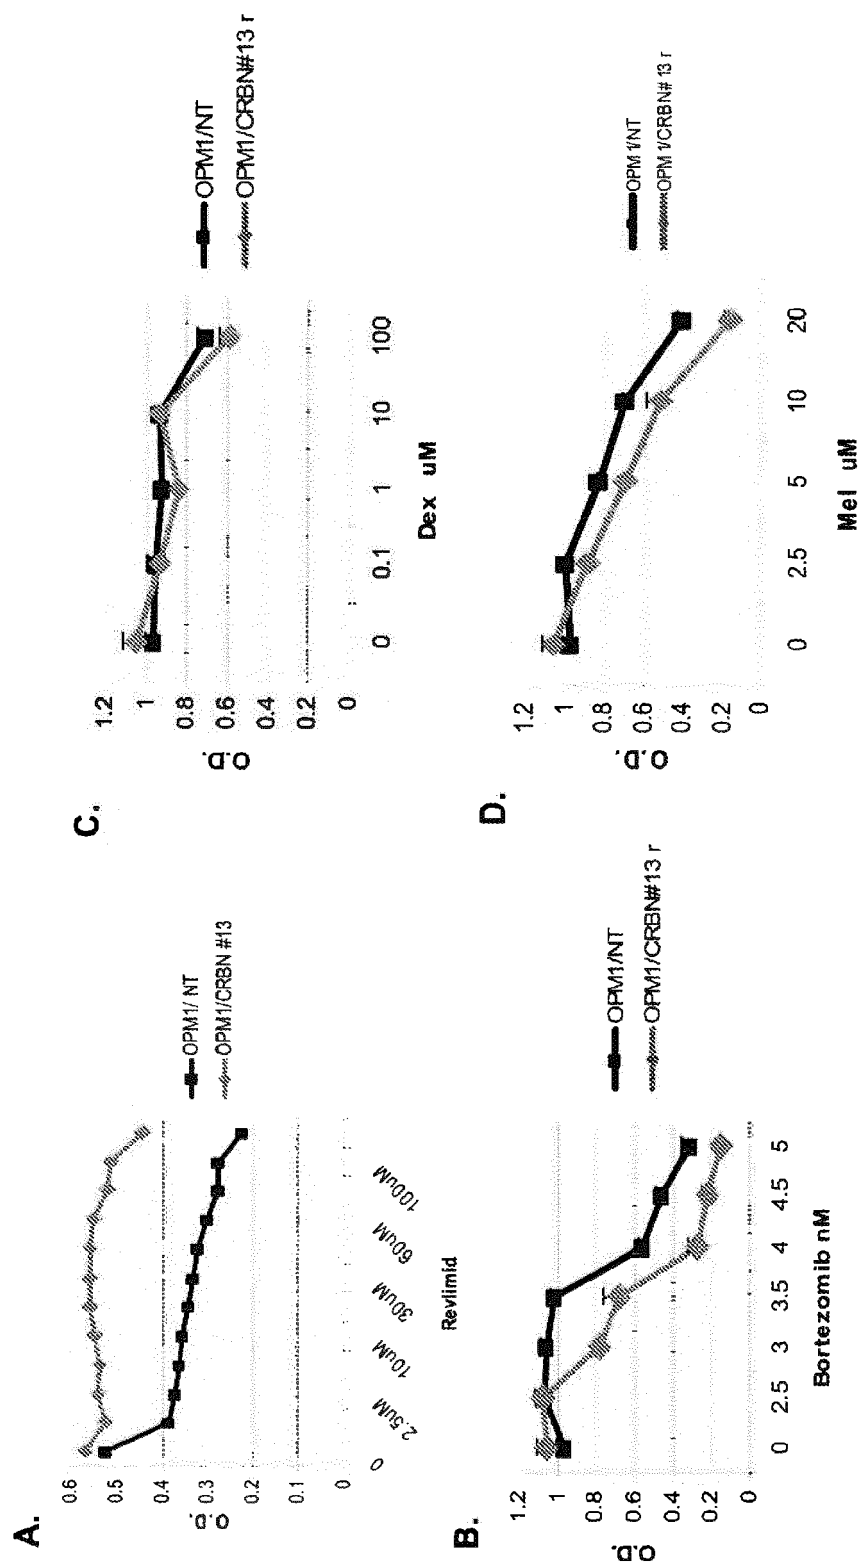 A.
0.6
0.5
0.4
0.3
0.2
0.1
0
O.D.
0
2.5uM
10uM
30uM
60uM
100uM
Revlimid
OPM1/ NT
OPM1/CRBN #13
B.
1.2
1
0.8
0.6
0.4
0.2
0
O.D.
0 2.5 3 3.5 4 4.5 5
Bortezomib nM
OPM1/NT
OPM1/CRBN#13 r
C.
1.2
1
0.8
0.6
0.4
0.2
0
O.D.
0 0.1 1 10 100
Dex uM
OPM1/NT
OPM1/CRBN#13 r
D.
1.2
1
0.8
0.6
0.4
0.2
0
O.D.
0 2.5 5 10 20
Mel uM
OPM 1/NT
OPM 1/CRBN# 13 r